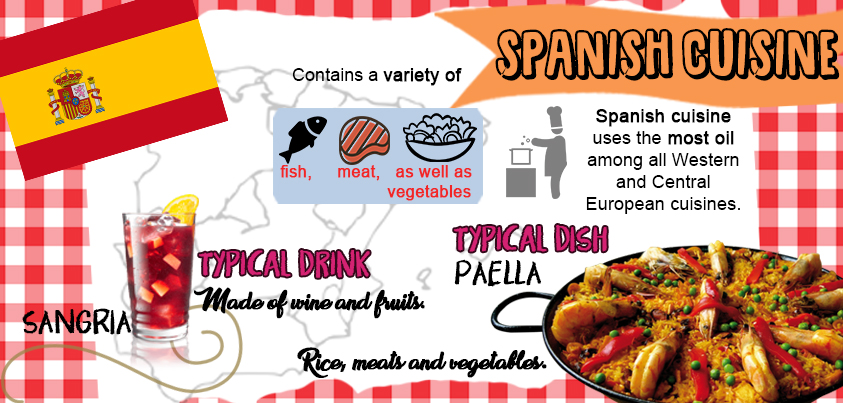 SPANISH CUISINE
Contains a variety of
fish, meat, as well as
vegetables
Spanish cuisine
uses the most oil
among all Western
and Central
European cuisines.
TYPICAL DRINK
Made of wine and fruits.
SANGRIA
TYPICAL DISH
PAELLA
Rice, meats and vegetables.